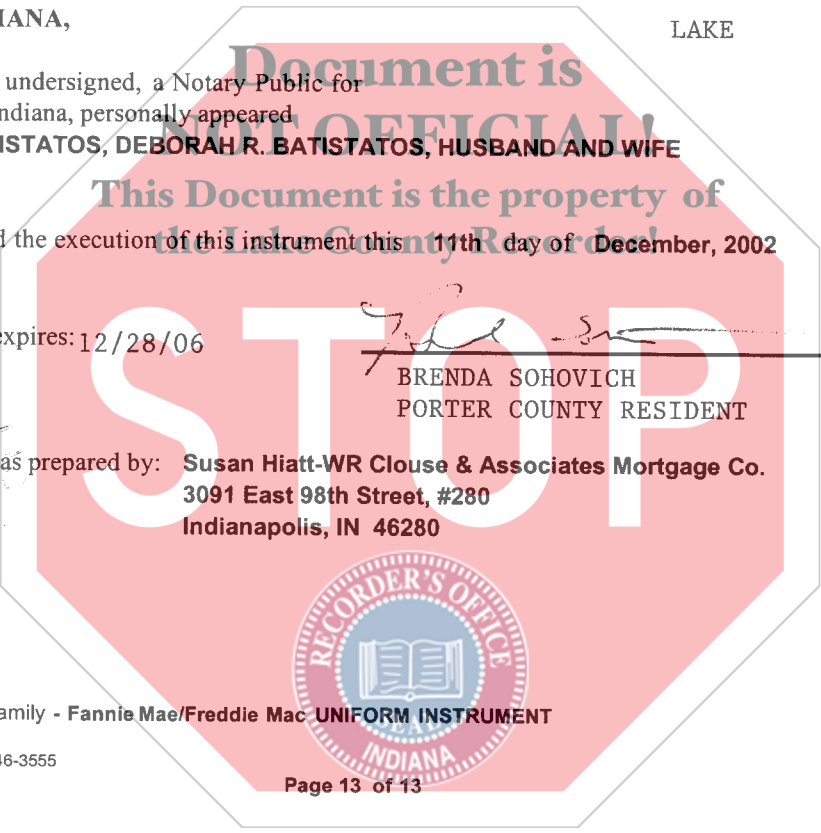 IANA,
LAKE
Document is
undersigned, a Notary Public for
ndiana, personally appeared
NOT OFFICIAL!
ISTATOS, DEBORAH R. BATISTATOS, HUSBAND AND WIFE
This Document is the property of
d the execution of this instrument this 11th day of December, 2002
the Lake County Recorder!
expires: 12/28/06
STOP
BRENDA SOHOVICH
PORTER COUNTY RESIDENT
as prepared by: Susan Hiatt-WR Clouse & Associates Mortgage Co.
3091 East 98th Street, #280
Indianapolis, IN 46280
RECORDER'S OFFICE
amily - Fannie Mae/Freddie Mac UNIFORM INSTRUMENT
SEAL
INDIANA
46-3555
Page 13 of 13